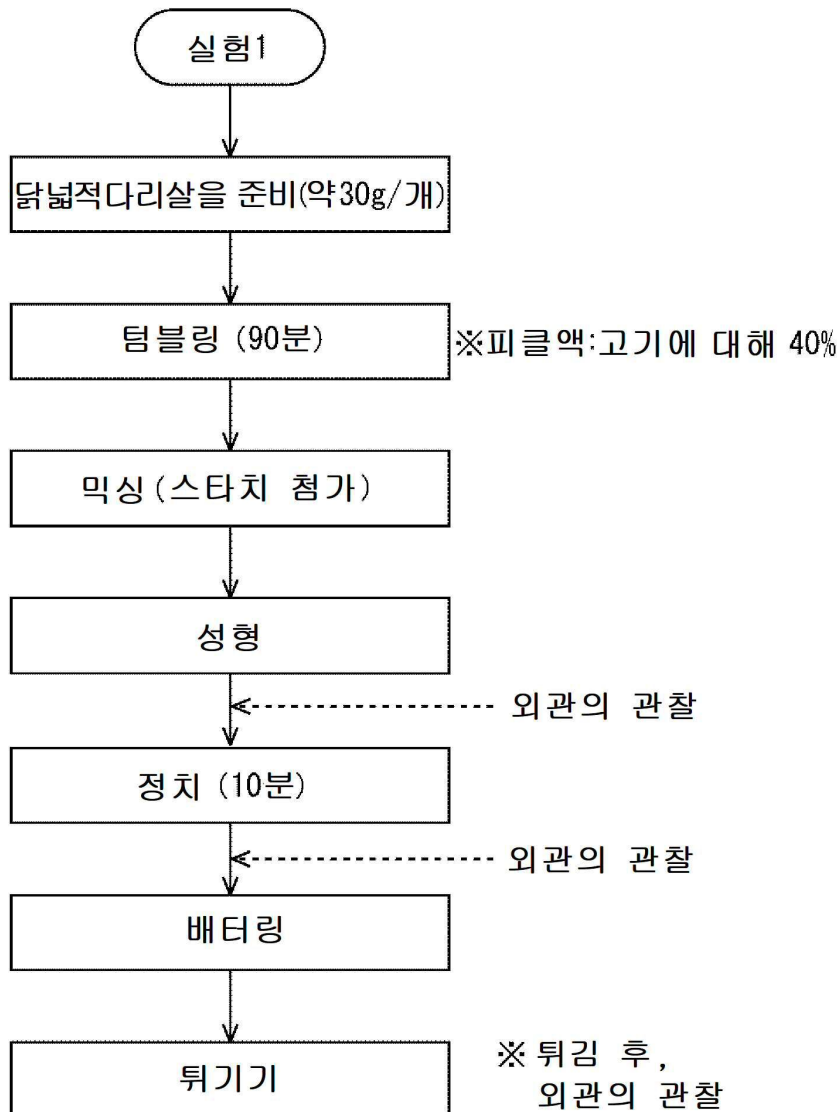 실험1
닭넓적다리살을 준비(약30g/개)
텀블링 (90분)
※피클액:고기에 대해 40%
믹싱(스타치 첨가)
성형
외관의 관찰
정치 (10분)
외관의 관찰
배터링
튀기기
※ 튀김 후,
외관의 관찰